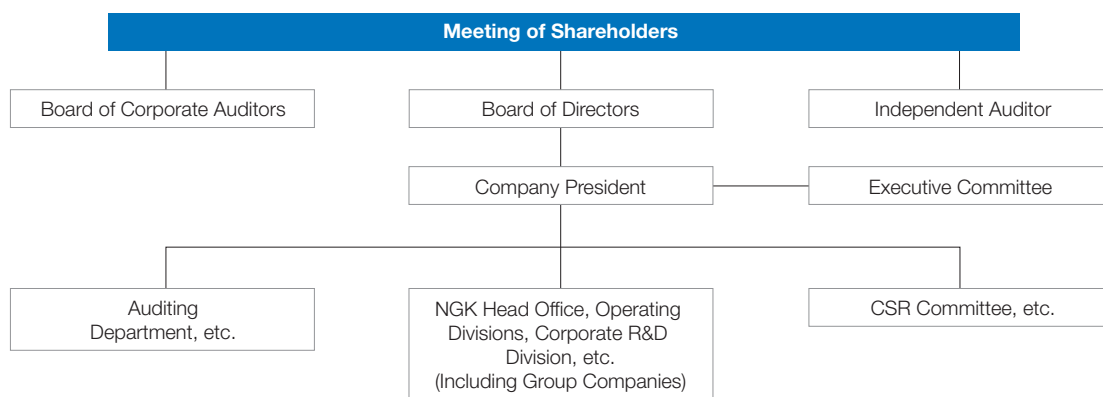 Meeting of Shareholders
Board of Corporate Auditors
Board of Directors
Independent Auditor
Company President
Executive Committee
Auditing
Department, etc.
NGK Head Office, Operating
Divisions, Corporate R&D
Division, etc.
(Including Group Companies)
CSR Committee, etc.